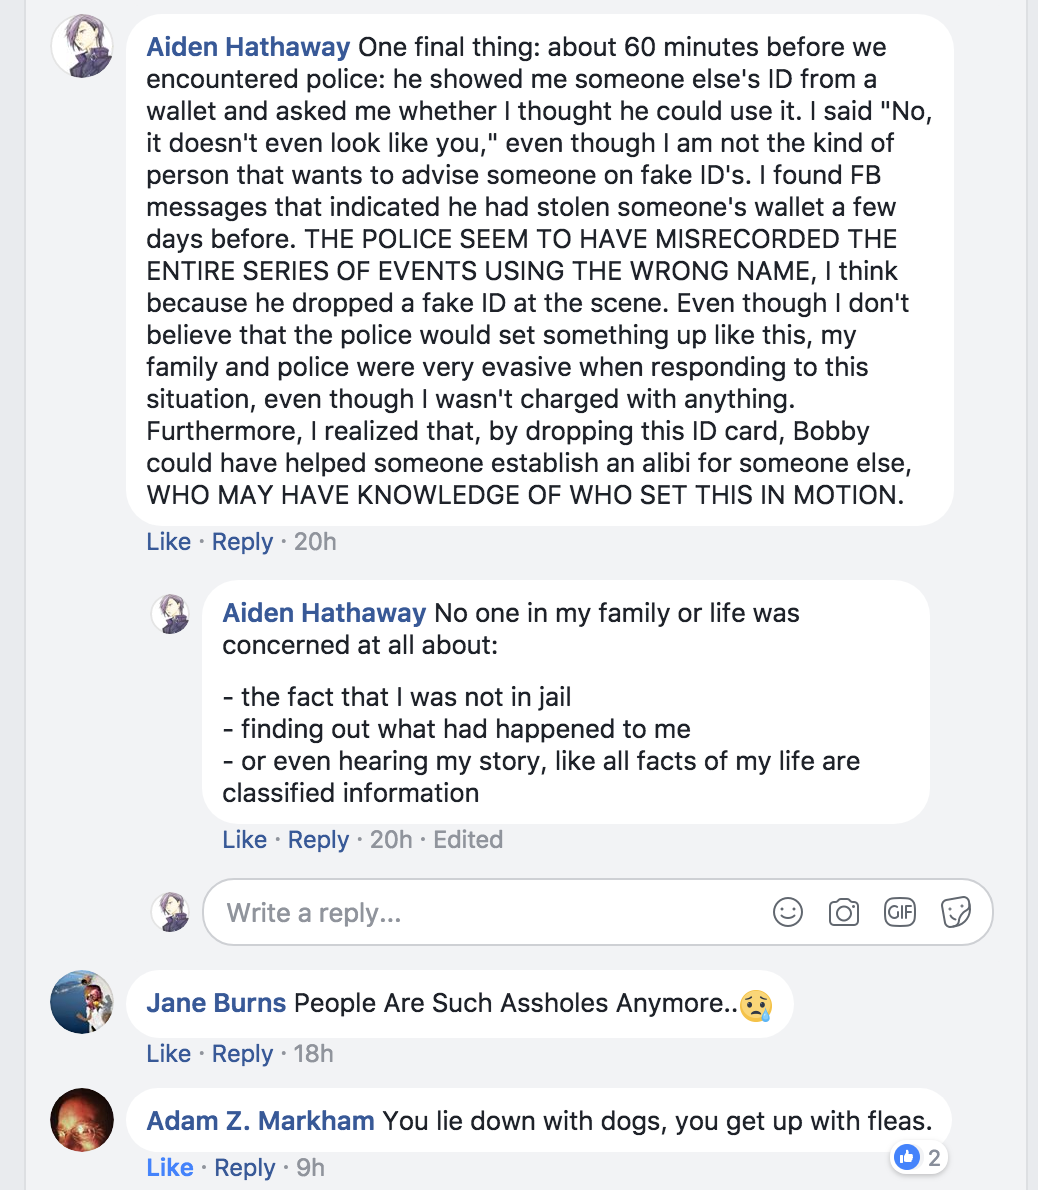 Aiden Hathaway One final thing: about 60 minutes before we
encountered police: he showed me someone else's ID from a
wallet and asked me whether I thought he could use it. I said "No,
it doesn't even look like you," even though I am not the kind of
person that wants to advise someone on fake ID's. I found FB
messages that indicated he had stolen someone's wallet a few
days before. THE POLICE SEEM TO HAVE MISRECORDED THE
ENTIRE SERIES OF EVENTS USING THE WRONG NAME, I think
because he dropped a fake ID at the scene. Even though I don't
believe that the police would set something up like this, my
family and police were very evasive when responding to this
situation, even though I wasn't charged with anything.
Furthermore, I realized that, by dropping this ID card, Bobby
could have helped someone establish an alibi for someone else,
WHO MAY HAVE KNOWLEDGE OF WHO SET THIS IN MOTION.
Like · Reply · 20h
Aiden Hathaway No one in my family or life was
concerned at all about:
- the fact that I was not in jail
- finding out what had happened to me
- or even hearing my story, like all facts of my life are
classified information
Like · Reply · 20h · Edited
Write a reply...
GIF
Jane Burns People Are Such Assholes Anymore..😢
Like · Reply · 18h
Adam Z. Markham You lie down with dogs, you get up with fleas.
Like · Reply · 9h
2